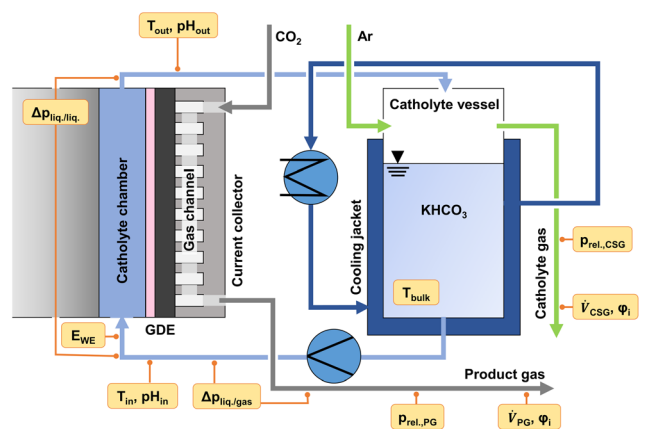 T_out, pH_out
CO₂
Ar
Δp_liq./liq.
Catholyte vessel
Catholyte chamber
Gas channel
Current collector
Cooling jacket
KHCO₃
Catholyte gas
p_rel.,CSG
T_bulk
V̇_CSG, φ_i
E_WE
GDE
Product gas
T_in, pH_in
Δp_liq./gas
p_rel.,PG
V̇_PG, φ_i